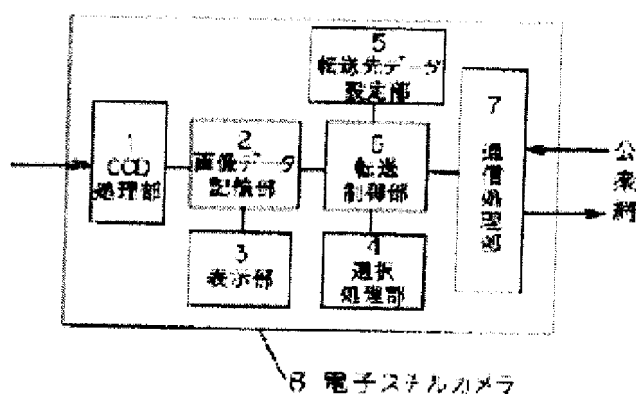 5
転送先データ
設定部
1
CCD
処理部
2
画像データ
記憶部
6
転送
制御部
7
通信処理部
公衆網
3
表示部
4
選択
処理部
8 電子スチルカメラ